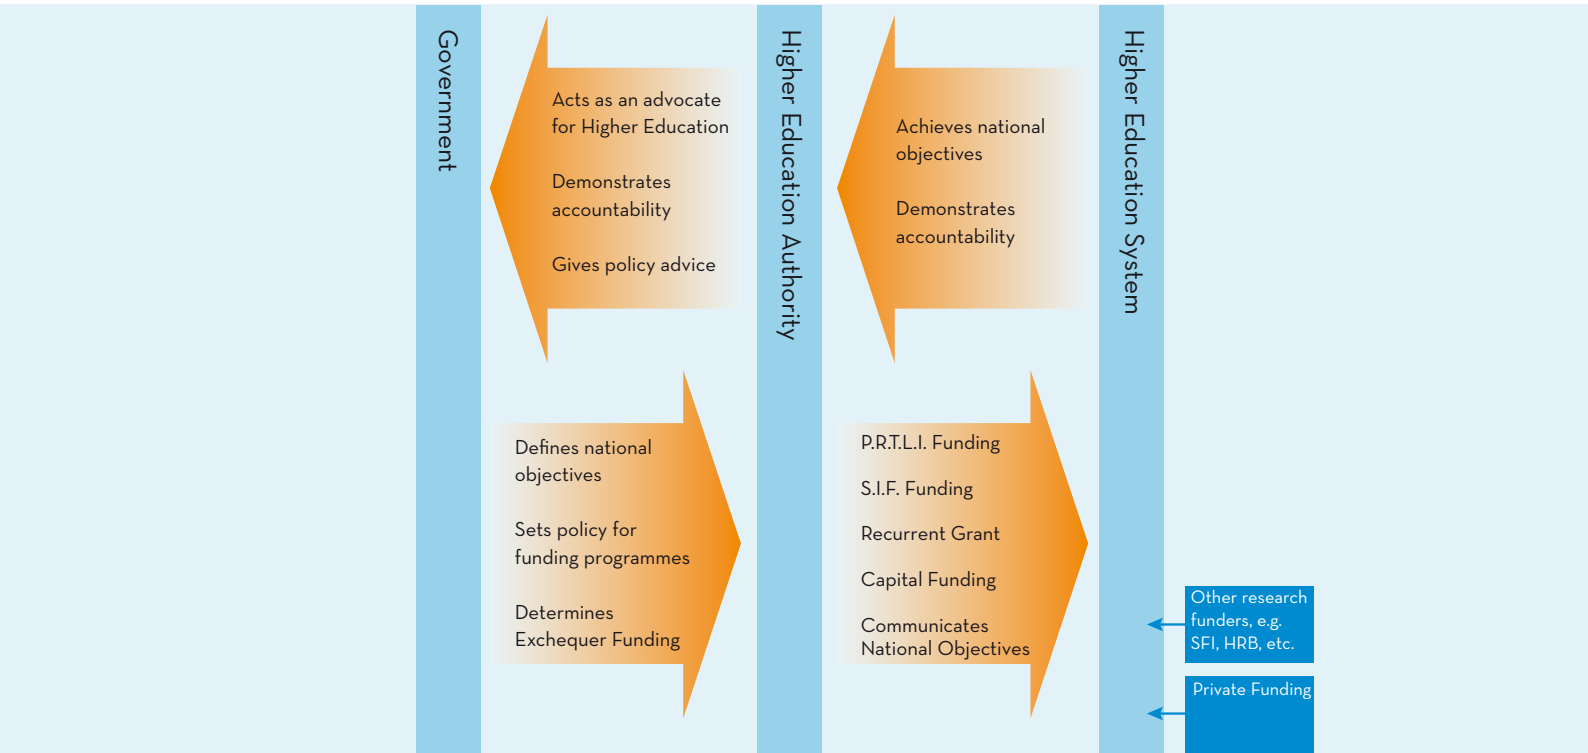 Government
Acts as an advocate
for Higher Education
Demonstrates
accountability
Gives policy advice
Defines national
objectives
Sets policy for
funding programmes
Determines
Exchequer Funding
Higher Education Authority
Achieves national
objectives
Demonstrates
accountability
P.R.T.L.I. Funding
S.I.F. Funding
Recurrent Grant
Capital Funding
Communicates
National Objectives
Higher Education System
Other research
funders, e.g.
SFI, HRB, etc.
Private Funding